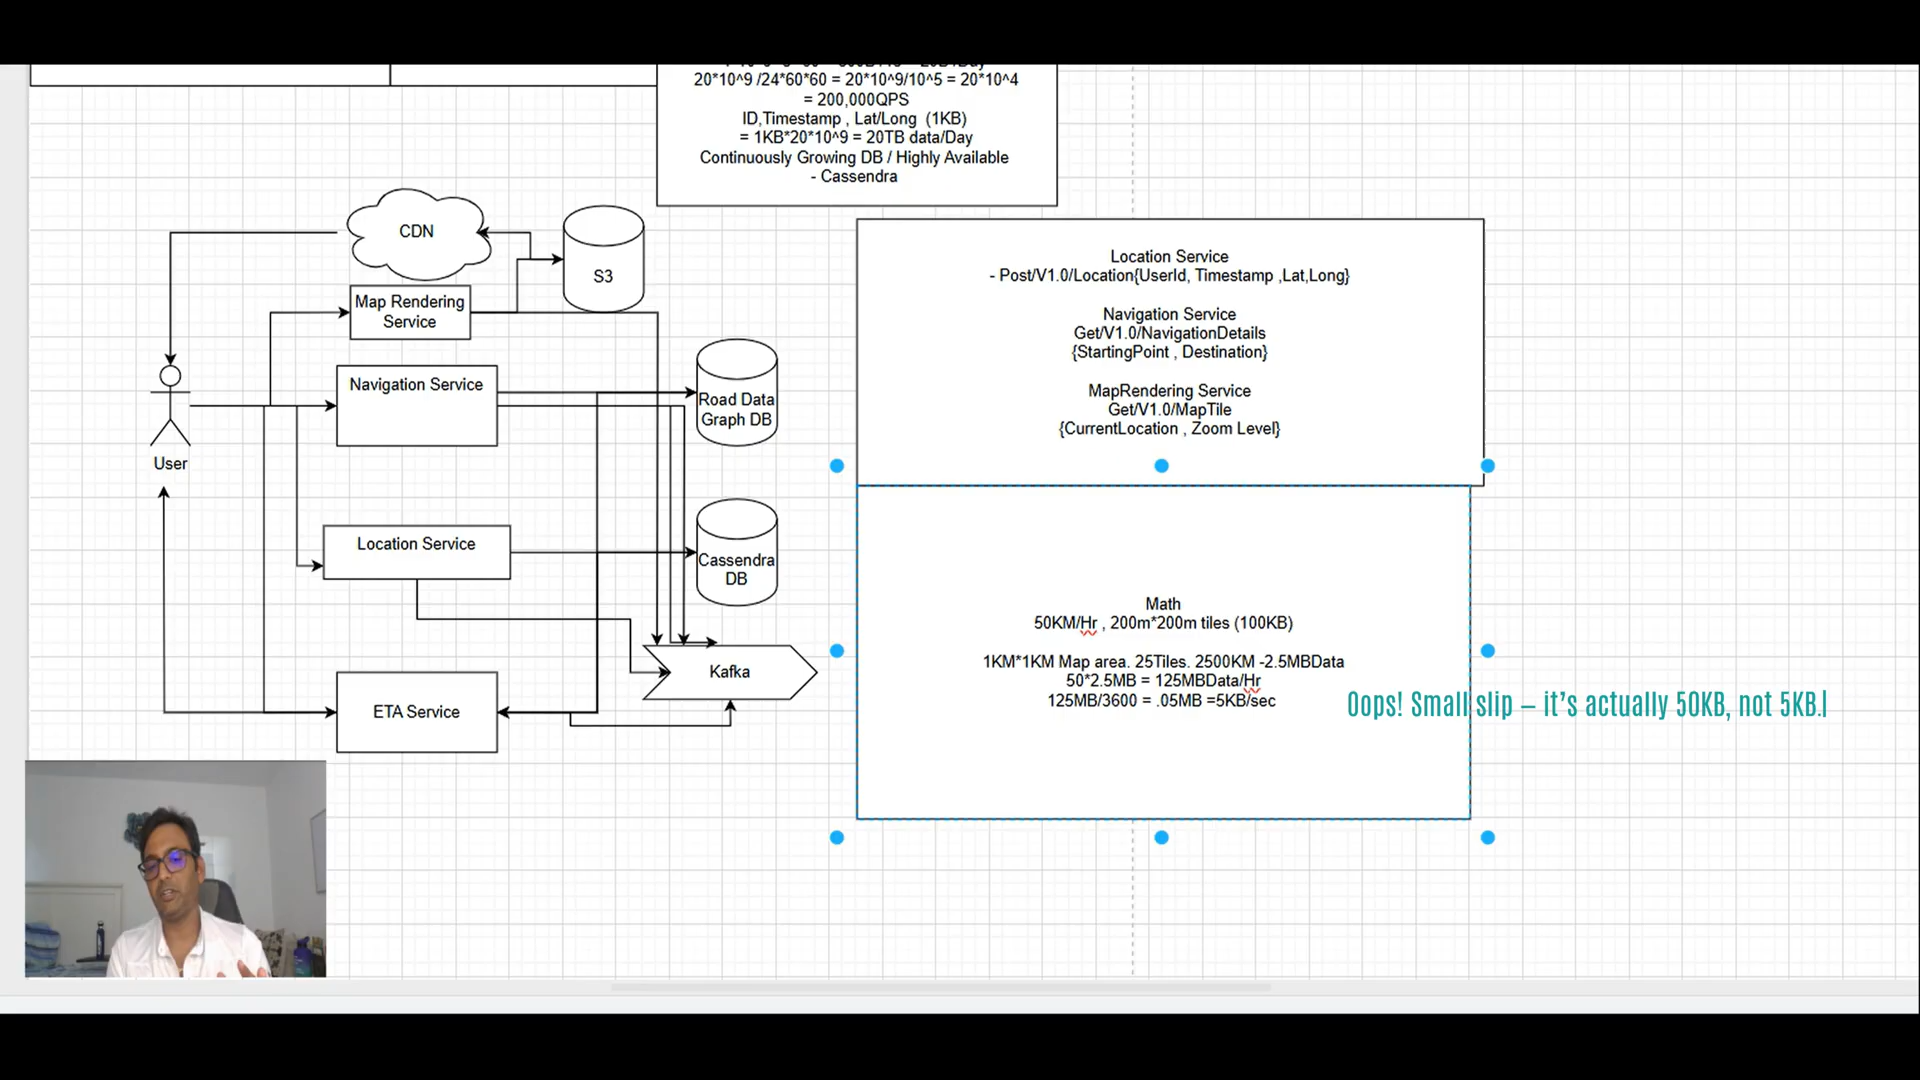 20*10^9 /24*60*60 = 20*10^9/10^5 = 20*10^4
= 200,000QPS
ID,Timestamp , Lat/Long  (1KB)
= 1KB*20*10^9 = 20TB data/Day
Continuously Growing DB / Highly Available
- Cassendra
CDN
S3
Map Rendering
Service
Navigation Service
Road Data
Graph DB
User
Location Service
Cassendra
DB
Kafka
ETA Service
Location Service
- Post/V1.0/Location{UserId, Timestamp ,Lat,Long}
Navigation Service
Get/V1.0/NavigationDetails
{StartingPoint , Destination}
MapRendering Service
Get/V1.0/MapTile
{CurrentLocation , Zoom Level}
Math
50KM/Hr , 200m*200m tiles (100KB)
1KM*1KM Map area. 25Tiles. 2500KM -2.5MBData
50*2.5MB = 125MBData/Hr
125MB/3600 = .05MB =5KB/sec
Oops! Small slip – it's actually 50KB, not 5KB.